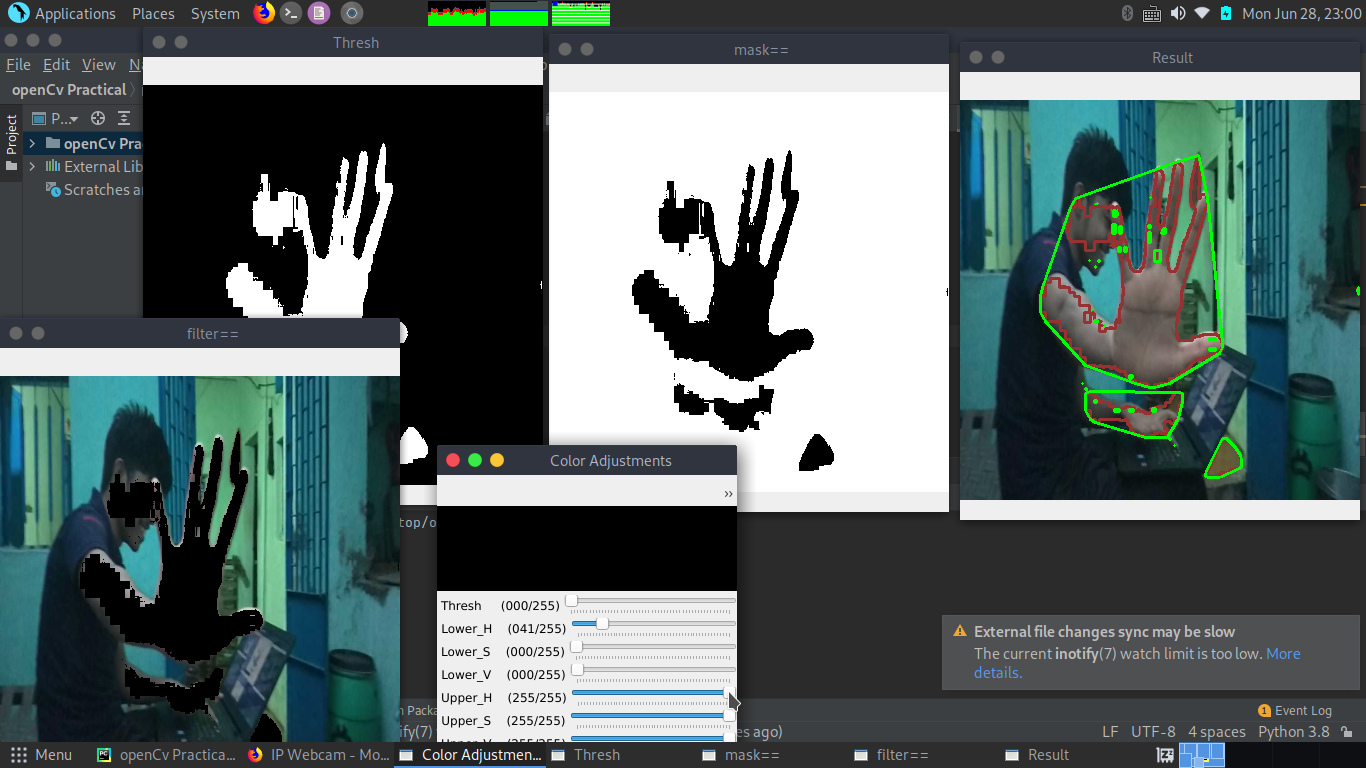 Applications Places System
Mon Jun 28, 23:00
Thresh
mask==
Result
File Edit View
openCv Practical
Project
P...
openCv Pra
External Lib
Scratches a
filter==
Color Adjustments
››
top/o
Thresh (000/255)
Lower_H (041/255)
Lower_S (000/255)
Lower_V (000/255)
Upper_H (255/255)
Upper_S (255/255)
External file changes sync may be slow
The current inotify(7) watch limit is too low. More
details.
n Packa
1 Event Log
ify(7)
es ago)
LF UTF-8 4 spaces Python 3.8
Menu
openCv Practica...
IP Webcam - Mo...
Color Adjustmen...
Thresh
mask==
filter==
Result